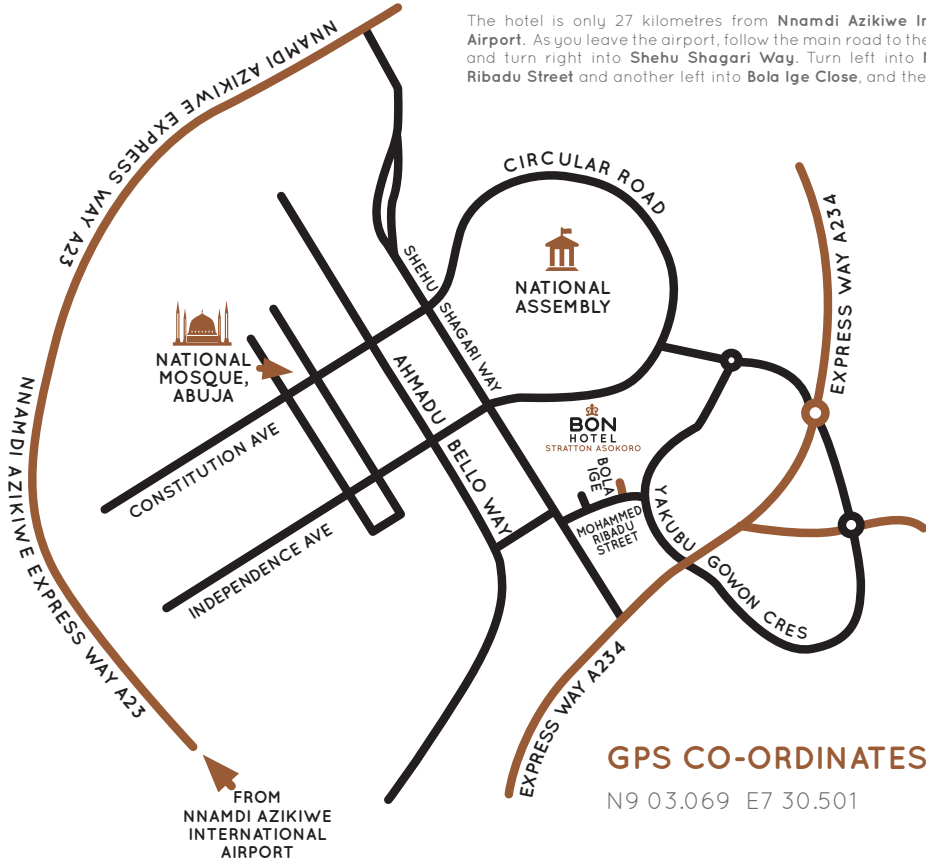 The hotel is only 27 kilometres from Nnamdi Azikiwe
Airport. As you leave the airport, follow the main road to the
and turn right into Shehu Shagari Way. Turn left into
Ribadu Street and another left into Bola Ige Close, and the
NNAMDI AZIKIWE EXPRESS WAY A23
CIRCULAR ROAD
EXPRESS WAY A234
NATIONAL
ASSEMBLY
SHEHU SHAGARI WAY
NATIONAL
MOSQUE,
ABUJA
AHMADU BELLO WAY
BON
HOTEL
STRATTON ASOKORO
CONSTITUTION AVE
BOLA
IGE
MOHAMMED
RIBADU
STREET
YAKUBU GOWON CRES
INDEPENDENCE AVE
NNAMDI AZIKIWE EXPRESS WAY A23
EXPRESS WAY A234
GPS CO-ORDINATES
N9 03.069 E7 30.501
FROM
NNAMDI AZIKIWE
INTERNATIONAL
AIRPORT